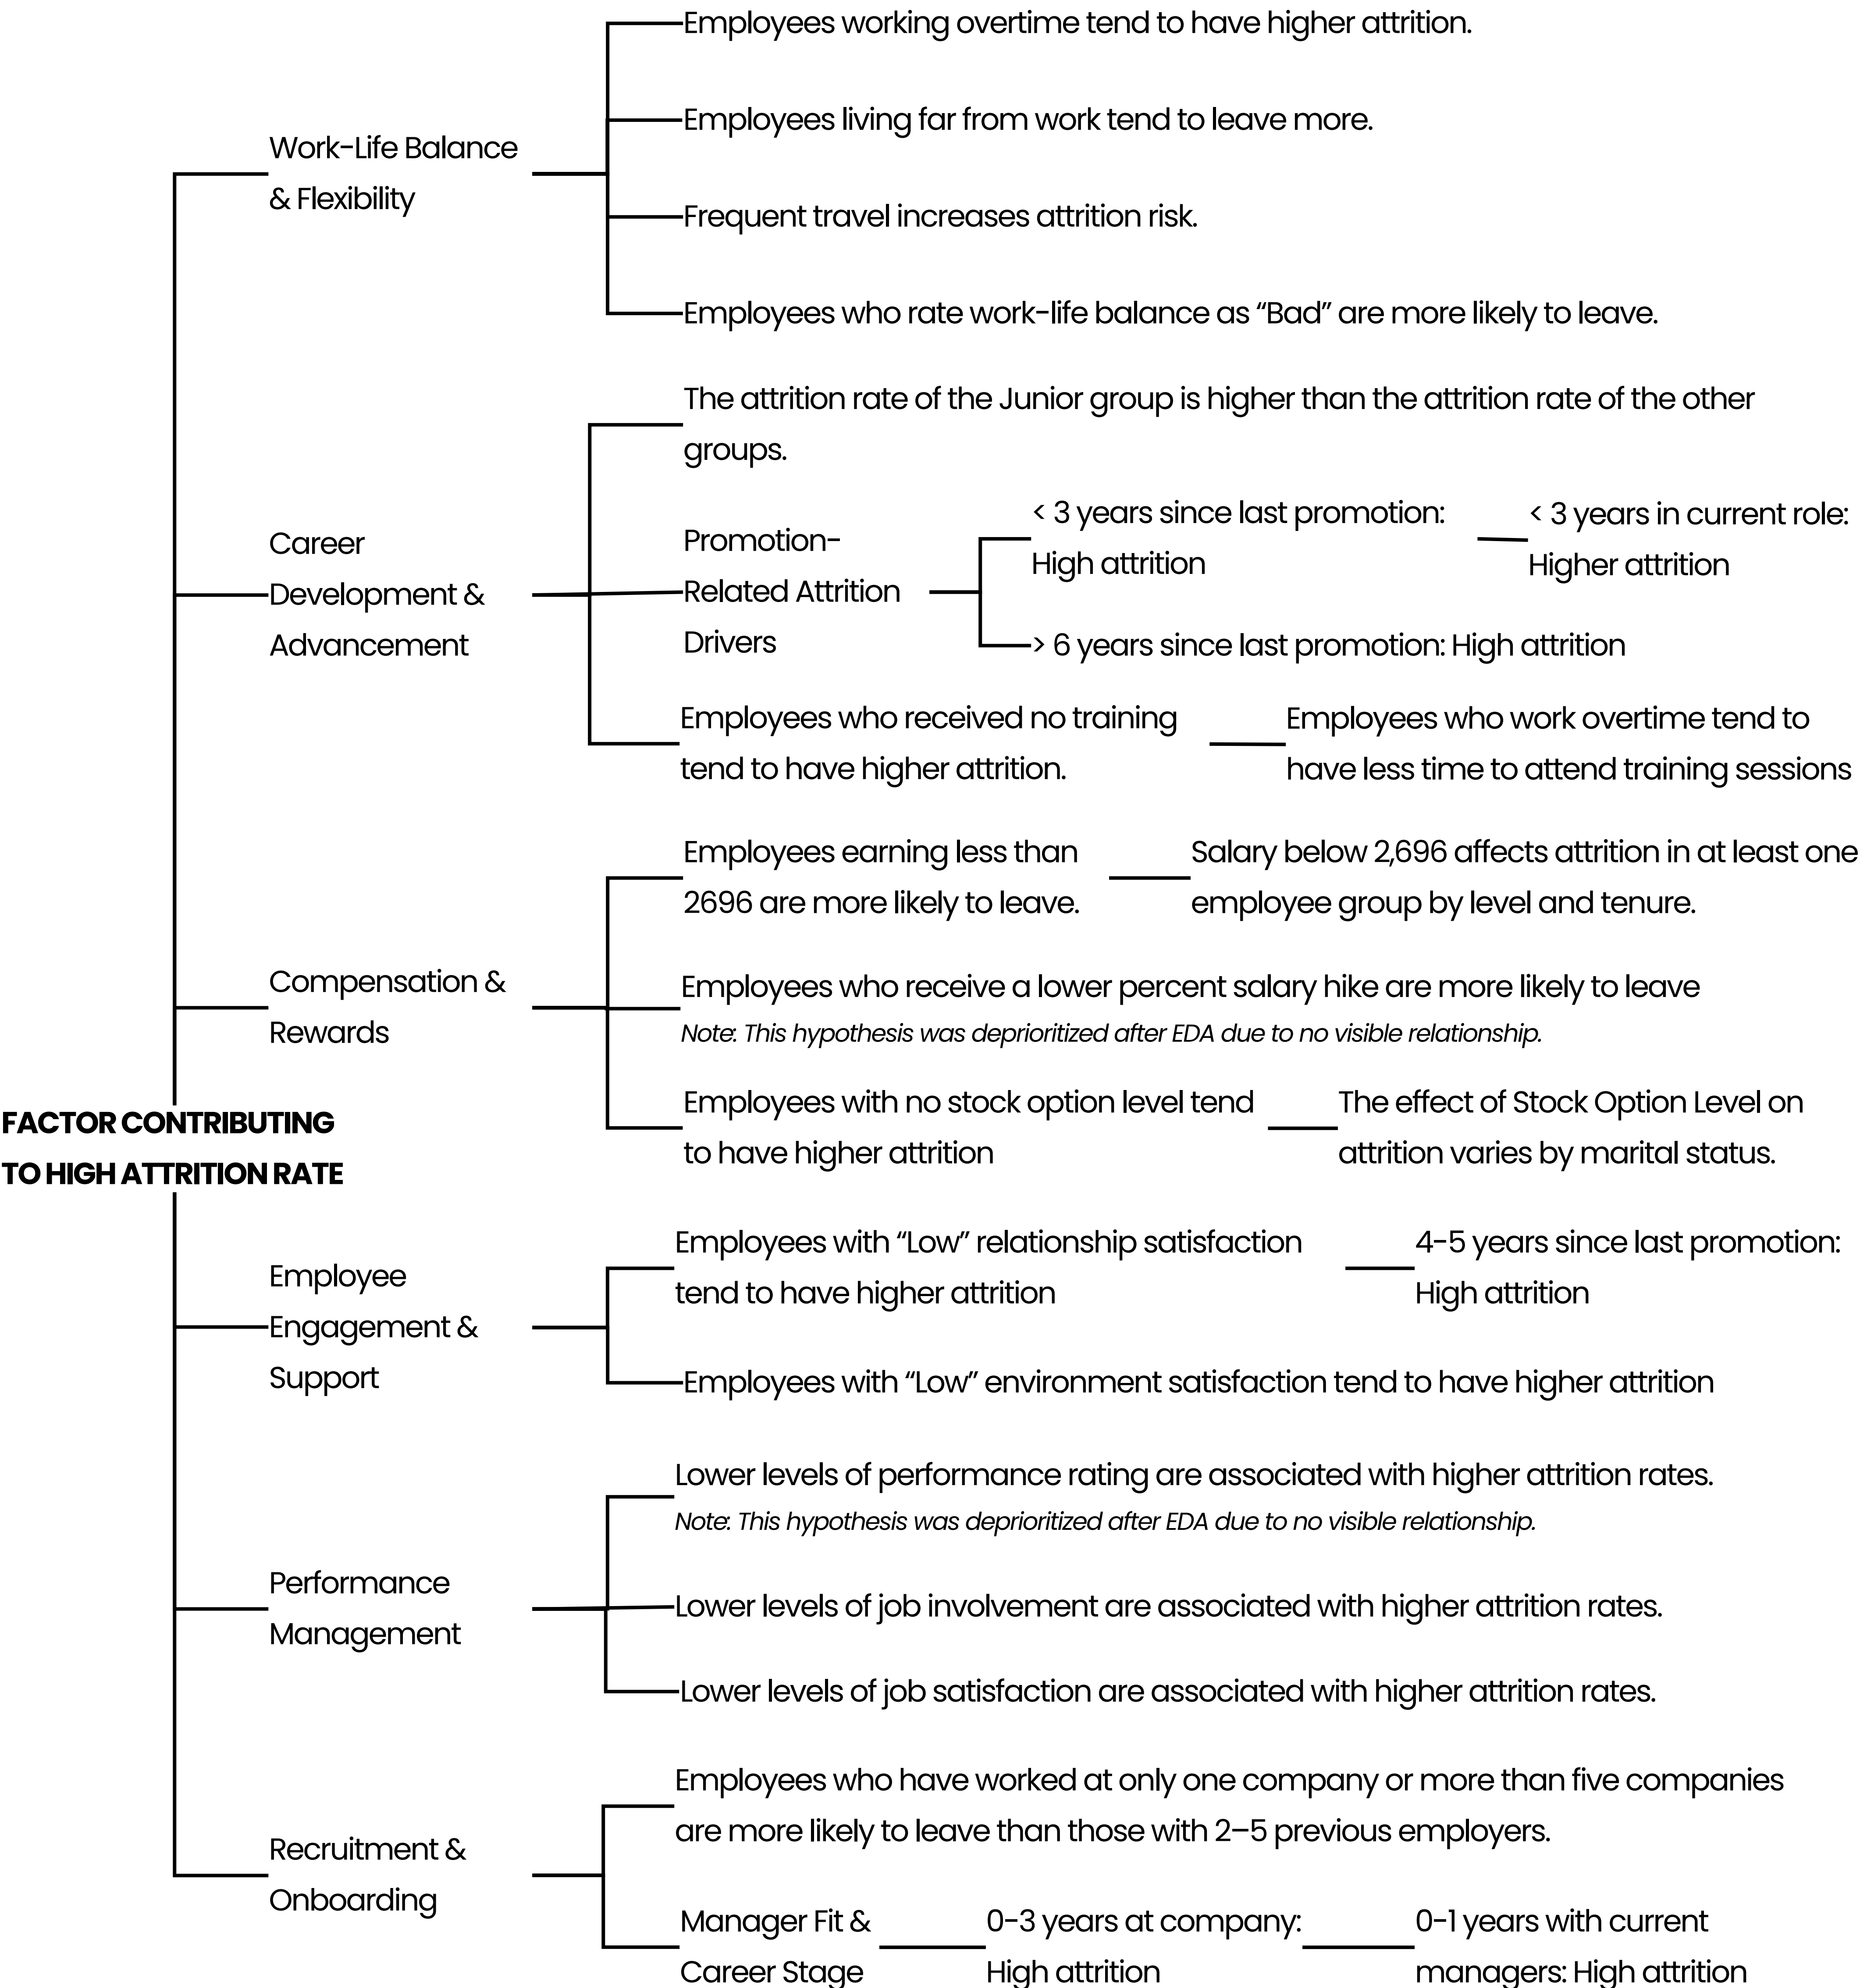 Employees working overtime tend to have higher attrition.
Employees living far from work tend to leave more.
Work-Life Balance
& Flexibility
Frequent travel increases attrition risk.
Employees who rate work-life balance as “Bad” are more likely to leave.
The attrition rate of the Junior group is higher than the attrition rate of the other
groups.
Career
Development &
Advancement
Promotion-
Related Attrition
Drivers
< 3 years since last promotion:
High attrition
< 3 years in current role:
Higher attrition
> 6 years since last promotion: High attrition
Employees who received no training
tend to have higher attrition.
Employees who work overtime tend to
have less time to attend training sessions
Employees earning less than
2696 are more likely to leave.
Salary below 2,696 affects attrition in at least one
employee group by level and tenure.
Compensation &
Rewards
Employees who receive a lower percent salary hike are more likely to leave
Note: This hypothesis was deprioritized after EDA due to no visible relationship.
Employees with no stock option level tend
to have higher attrition
The effect of Stock Option Level on
attrition varies by marital status.
FACTOR CONTRIBUTING
TO HIGH ATTRITION RATE
Employee
Engagement &
Support
Employees with “Low” relationship satisfaction
tend to have higher attrition
4-5 years since last promotion:
High attrition
Employees with “Low” environment satisfaction tend to have higher attrition
Performance
Management
Lower levels of performance rating are associated with higher attrition rates.
Note: This hypothesis was deprioritized after EDA due to no visible relationship.
Lower levels of job involvement are associated with higher attrition rates.
Lower levels of job satisfaction are associated with higher attrition rates.
Recruitment &
Onboarding
Employees who have worked at only one company or more than five companies
are more likely to leave than those with 2–5 previous employers.
Manager Fit &
Career Stage
0-3 years at company:
High attrition
0-1 years with current
managers: High attrition